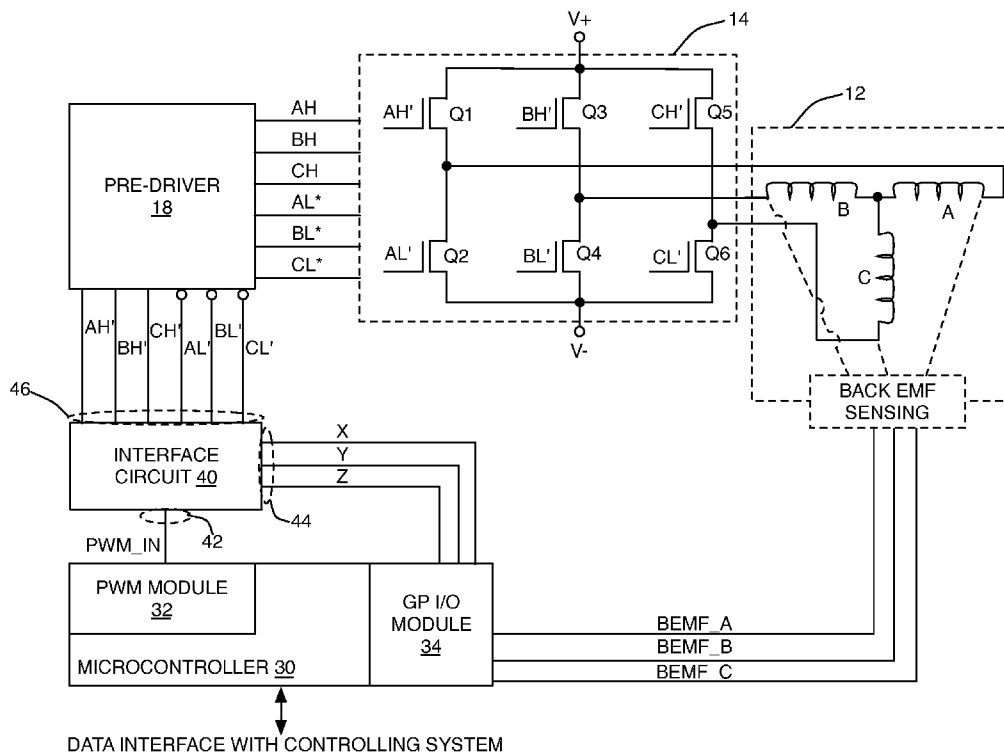 V+
14
12
AH
BH
CH
AL*
BL*
CL*
PRE-DRIVER
18
AH'
Q1
BH'
Q3
CH'
Q5
AL'
Q2
BL'
Q4
CL'
Q6
V-
B
A
C
BACK EMF
SENSING
AH'
BH'
CH'
AL'
BL'
CL'
46
INTERFACE
CIRCUIT 40
X
Y
Z
44
42
PWM_IN
PWM MODULE
32
GP I/O
MODULE
34
MICROCONTROLLER 30
BEMF_A
BEMF_B
BEMF_C
DATA INTERFACE WITH CONTROLLING SYSTEM